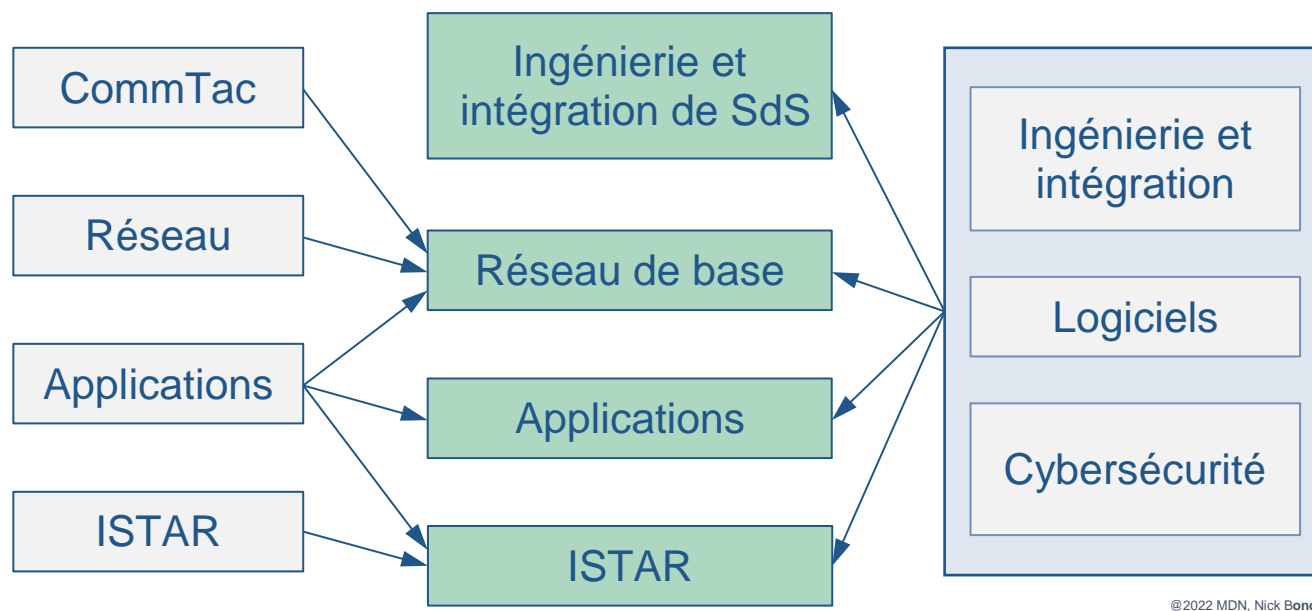 CommTac
Réseau
Applications
ISTAR
Ingénierie et
intégration de SdS
Réseau de base
Applications
ISTAR
Ingénierie et
intégration
Logiciels
Cybersécurité
@2022 MDN, Nick Bond